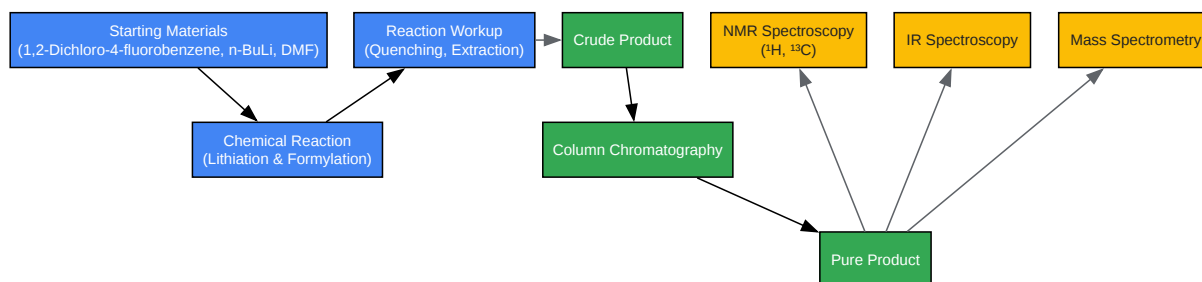 Starting Materials
(1,2-Dichloro-4-fluorobenzene, n-BuLi, DMF)
Chemical Reaction
(Lithiation & Formylation)
Reaction Workup
(Quenching, Extraction)
Crude Product
Column Chromatography
Pure Product
NMR Spectroscopy
(¹H, ¹³C)
IR Spectroscopy
Mass Spectrometry